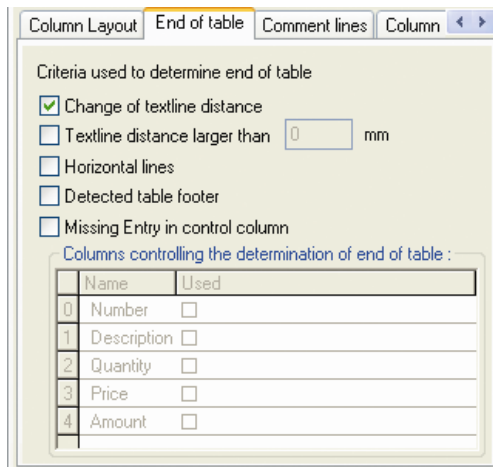 Column Layout End of table Comment lines Column
Criteria used to determine end of table
Change of textline distance
Textline distance larger than 0 mm
Horizontal lines
Detected table footer
Missing Entry in control column
Columns controlling the determination of end of table :
Name Used
0 Number
1 Description
2 Quantity
3 Price
4 Amount